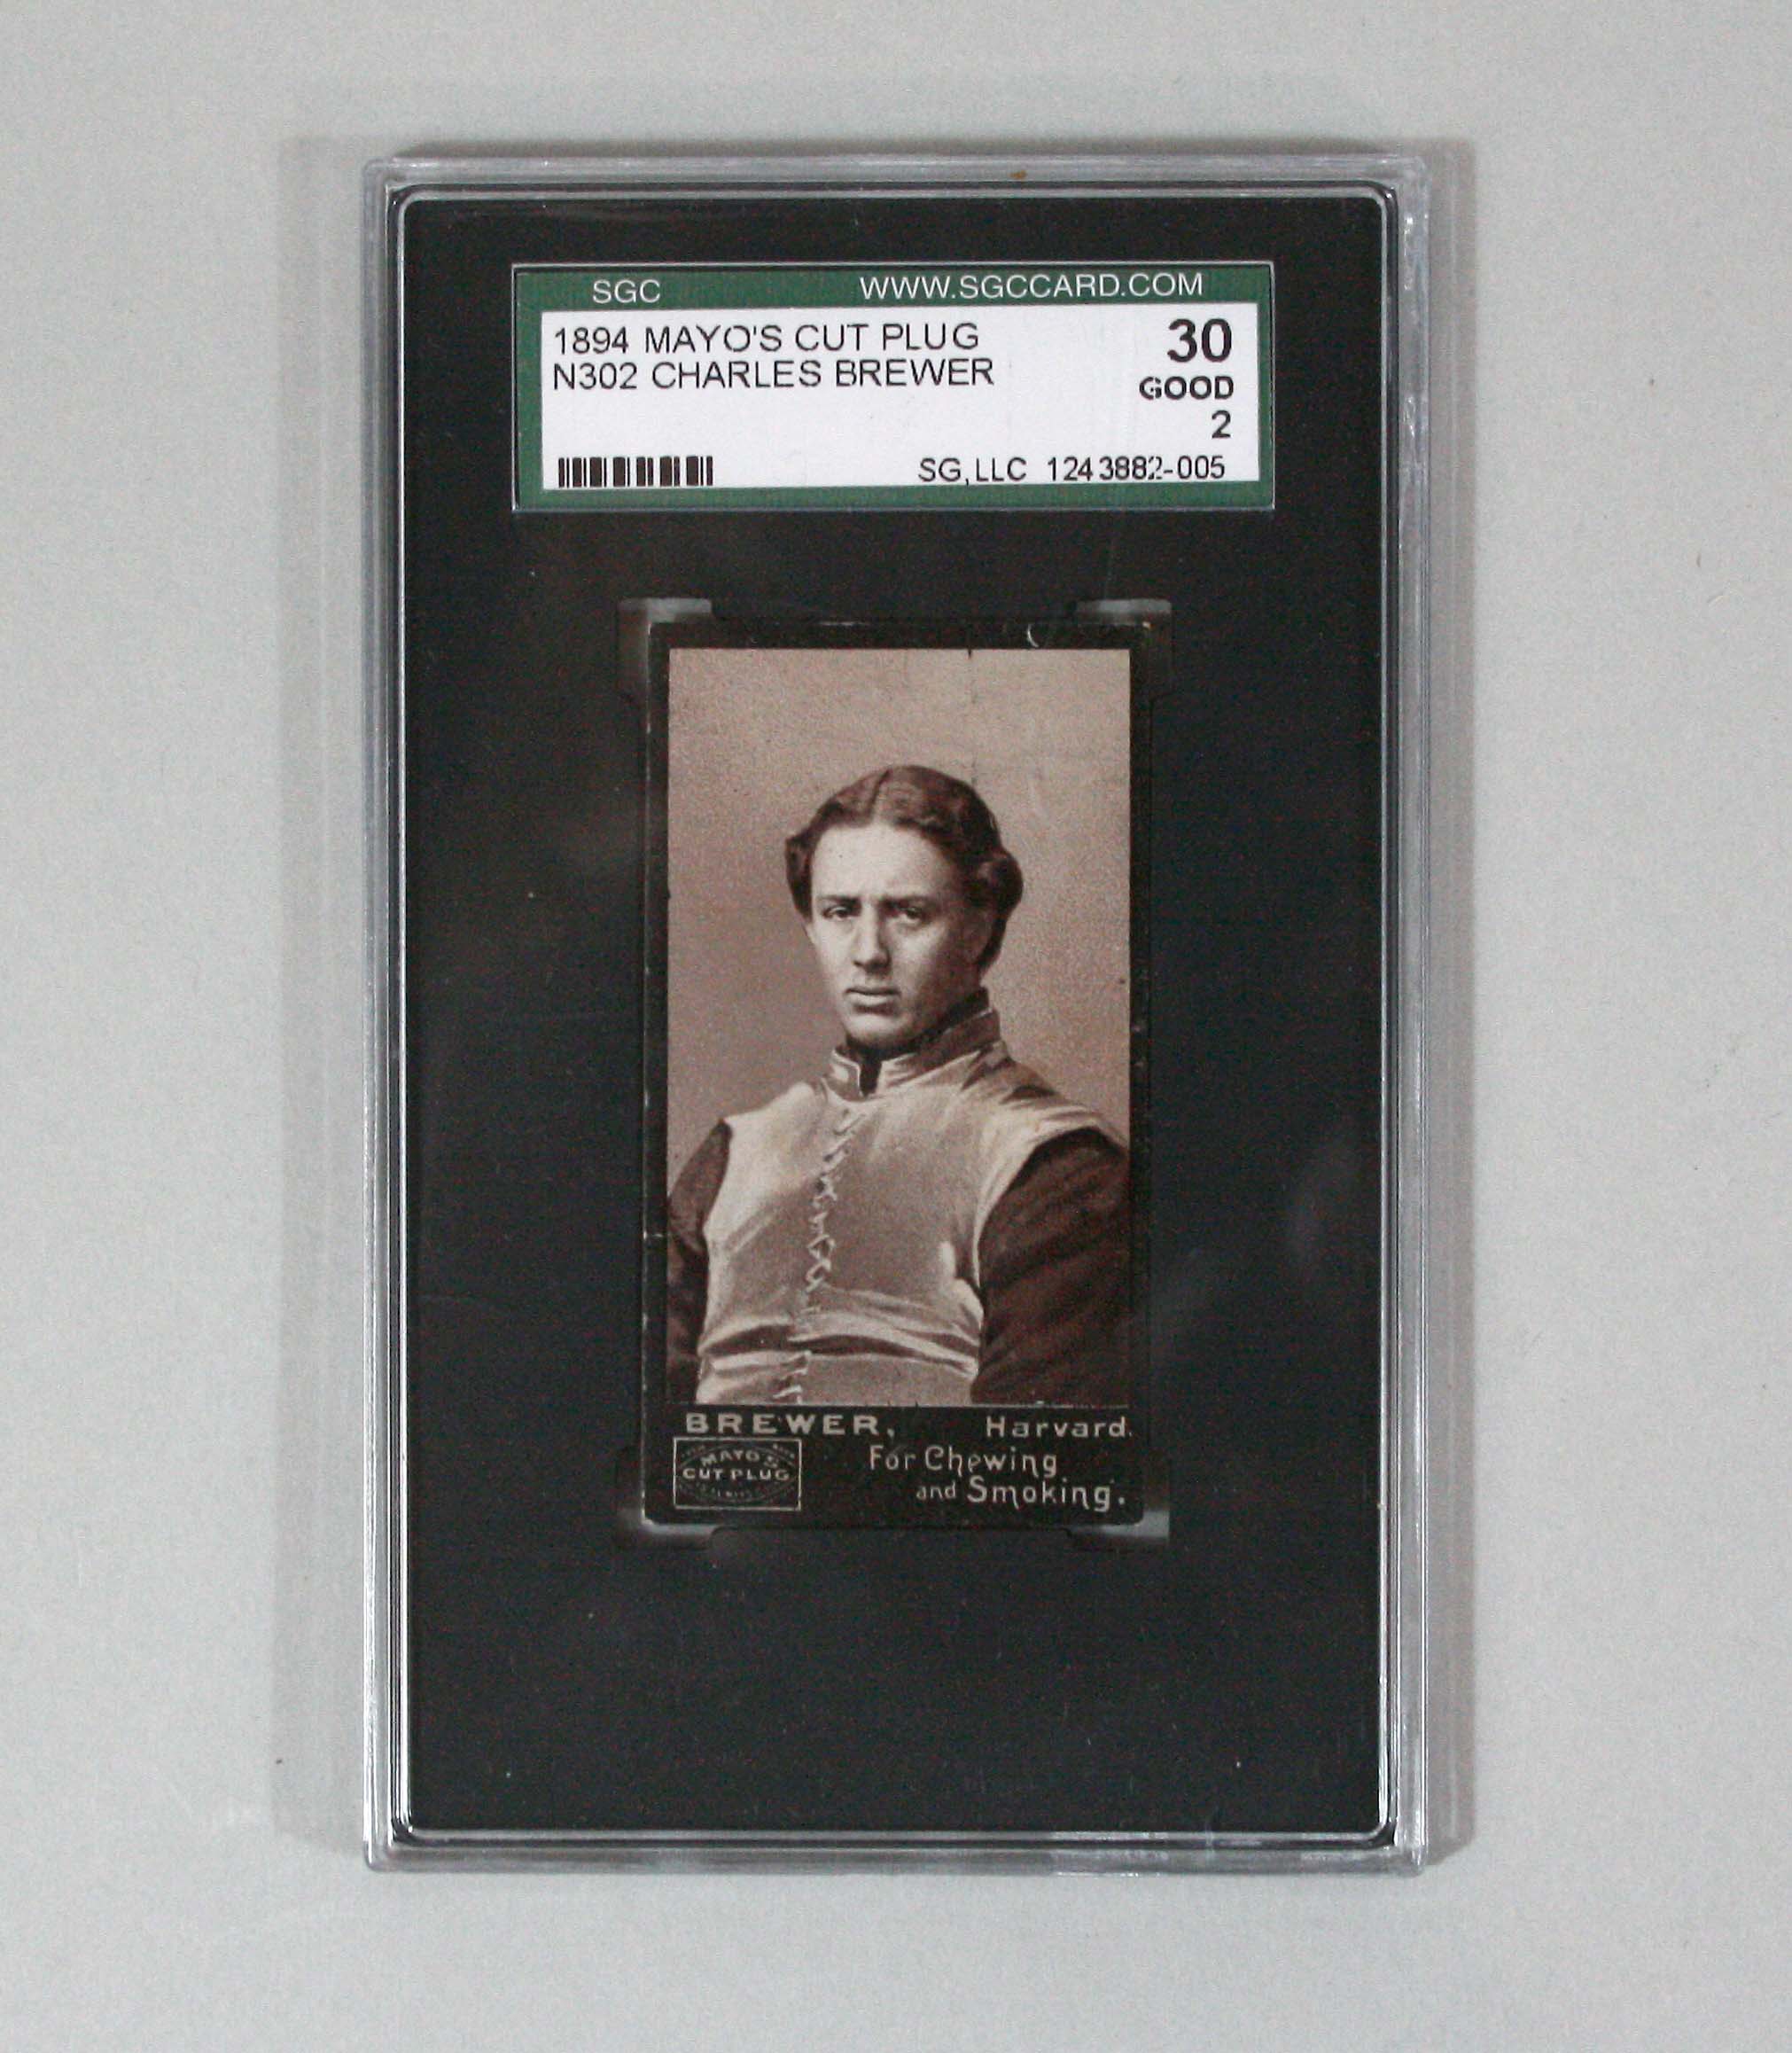 SGC WWW.SGCCARD.COM
1894 MAYO'S CUT PLUG 30
N302 CHARLES BREWER GOOD
2
SG,LLC 1243882-005
BREWER, Harvard.
MAYO'S
CUT PLUG
For Chewing
and Smoking.